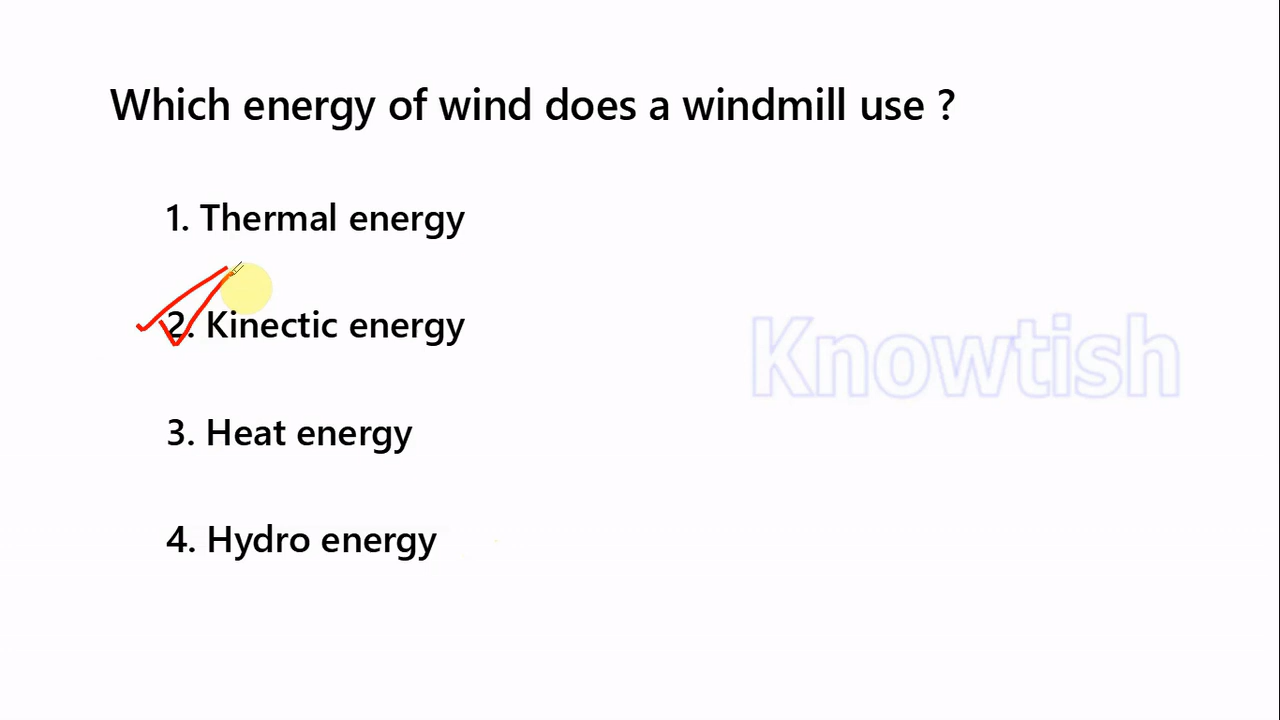 Which energy of wind does a windmill use ?
1. Thermal energy
2. Kinectic energy
Knowtish
3. Heat energy
4. Hydro energy